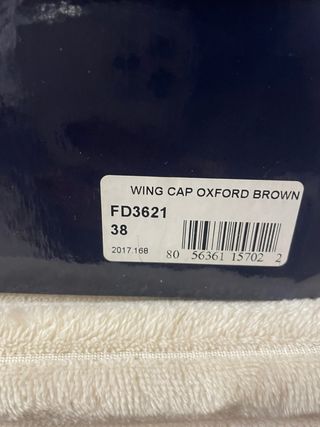 WING CAP OXFORD BROWN
FD3621
38
2017.168
80 56361 15702 2